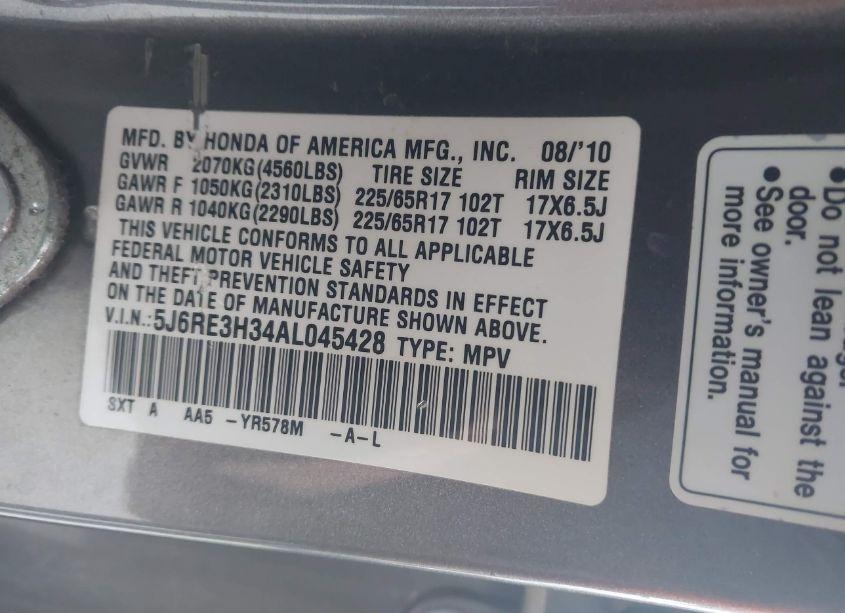 MFD. BY HONDA OF AMERICA MFG., INC. 08/'10
GVWR 2070KG(4560LBS) TIRE SIZE RIM SIZE
GAWR F 1050KG(2310LBS) 225/65R17 102T 17X6.5J
GAWR R 1040KG(2290LBS) 225/65R17 102T 17X6.5J
THIS VEHICLE CONFORMS TO ALL APPLICABLE
FEDERAL MOTOR VEHICLE SAFETY
AND THEFT PREVENTION STANDARDS IN EFFECT
ON THE DATE OF MANUFACTURE SHOWN ABOVE.
V.I.N.: 5J6RE3H34AL045428 TYPE: MPV
SXT A AA5 -YR578M -A-L
● Do not lean against the
door.
● See owner's manual for
more information.